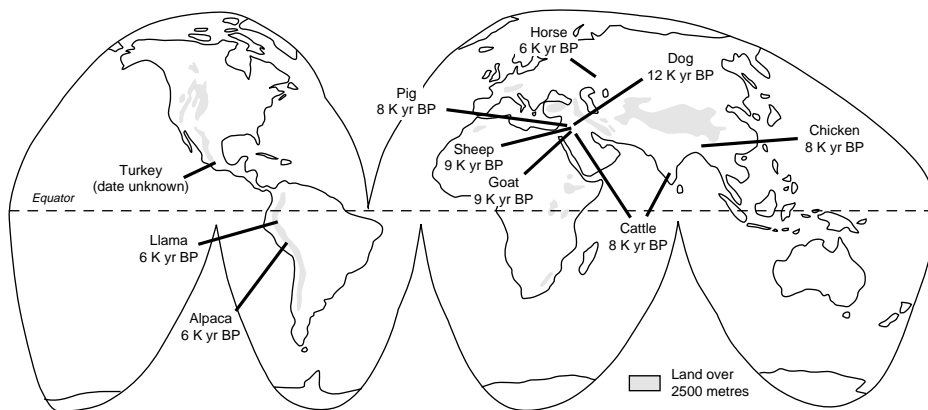 Horse
6 K yr BP
Dog
12 K yr BP
Pig
8 K yr BP
Chicken
8 K yr BP
Sheep
9 K yr BP
Turkey
(date unknown)
Goat
9 K yr BP
Equator
Cattle
8 K yr BP
Llama
6 K yr BP
Alpaca
6 K yr BP
Land over
2500 metres